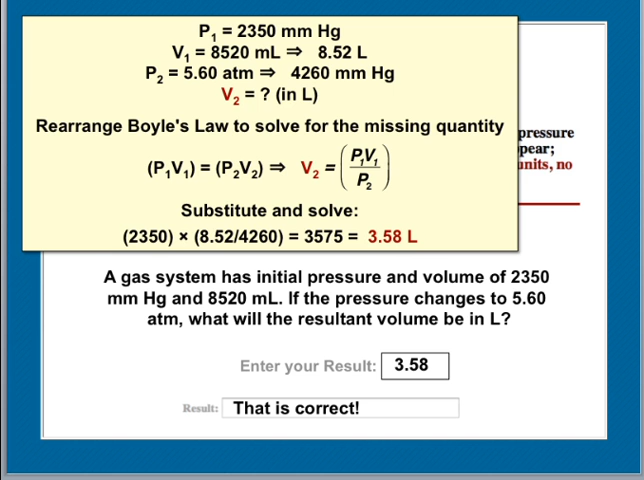 P1 = 2350 mm Hg
V1 = 8520 mL ⇒ 8.52 L
P2 = 5.60 atm ⇒ 4260 mm Hg
V2 = ? (in L)
Rearrange Boyle's Law to solve for the missing quantity
(P1V1) = (P2V2) ⇒ V2 = (P1V1/P2)
Substitute and solve:
(2350) × (8.52/4260) = 3575 = 3.58 L
pressure
pear;
units, no
A gas system has initial pressure and volume of 2350
mm Hg and 8520 mL. If the pressure changes to 5.60
atm, what will the resultant volume be in L?
Enter your Result: 3.58
Result: That is correct!